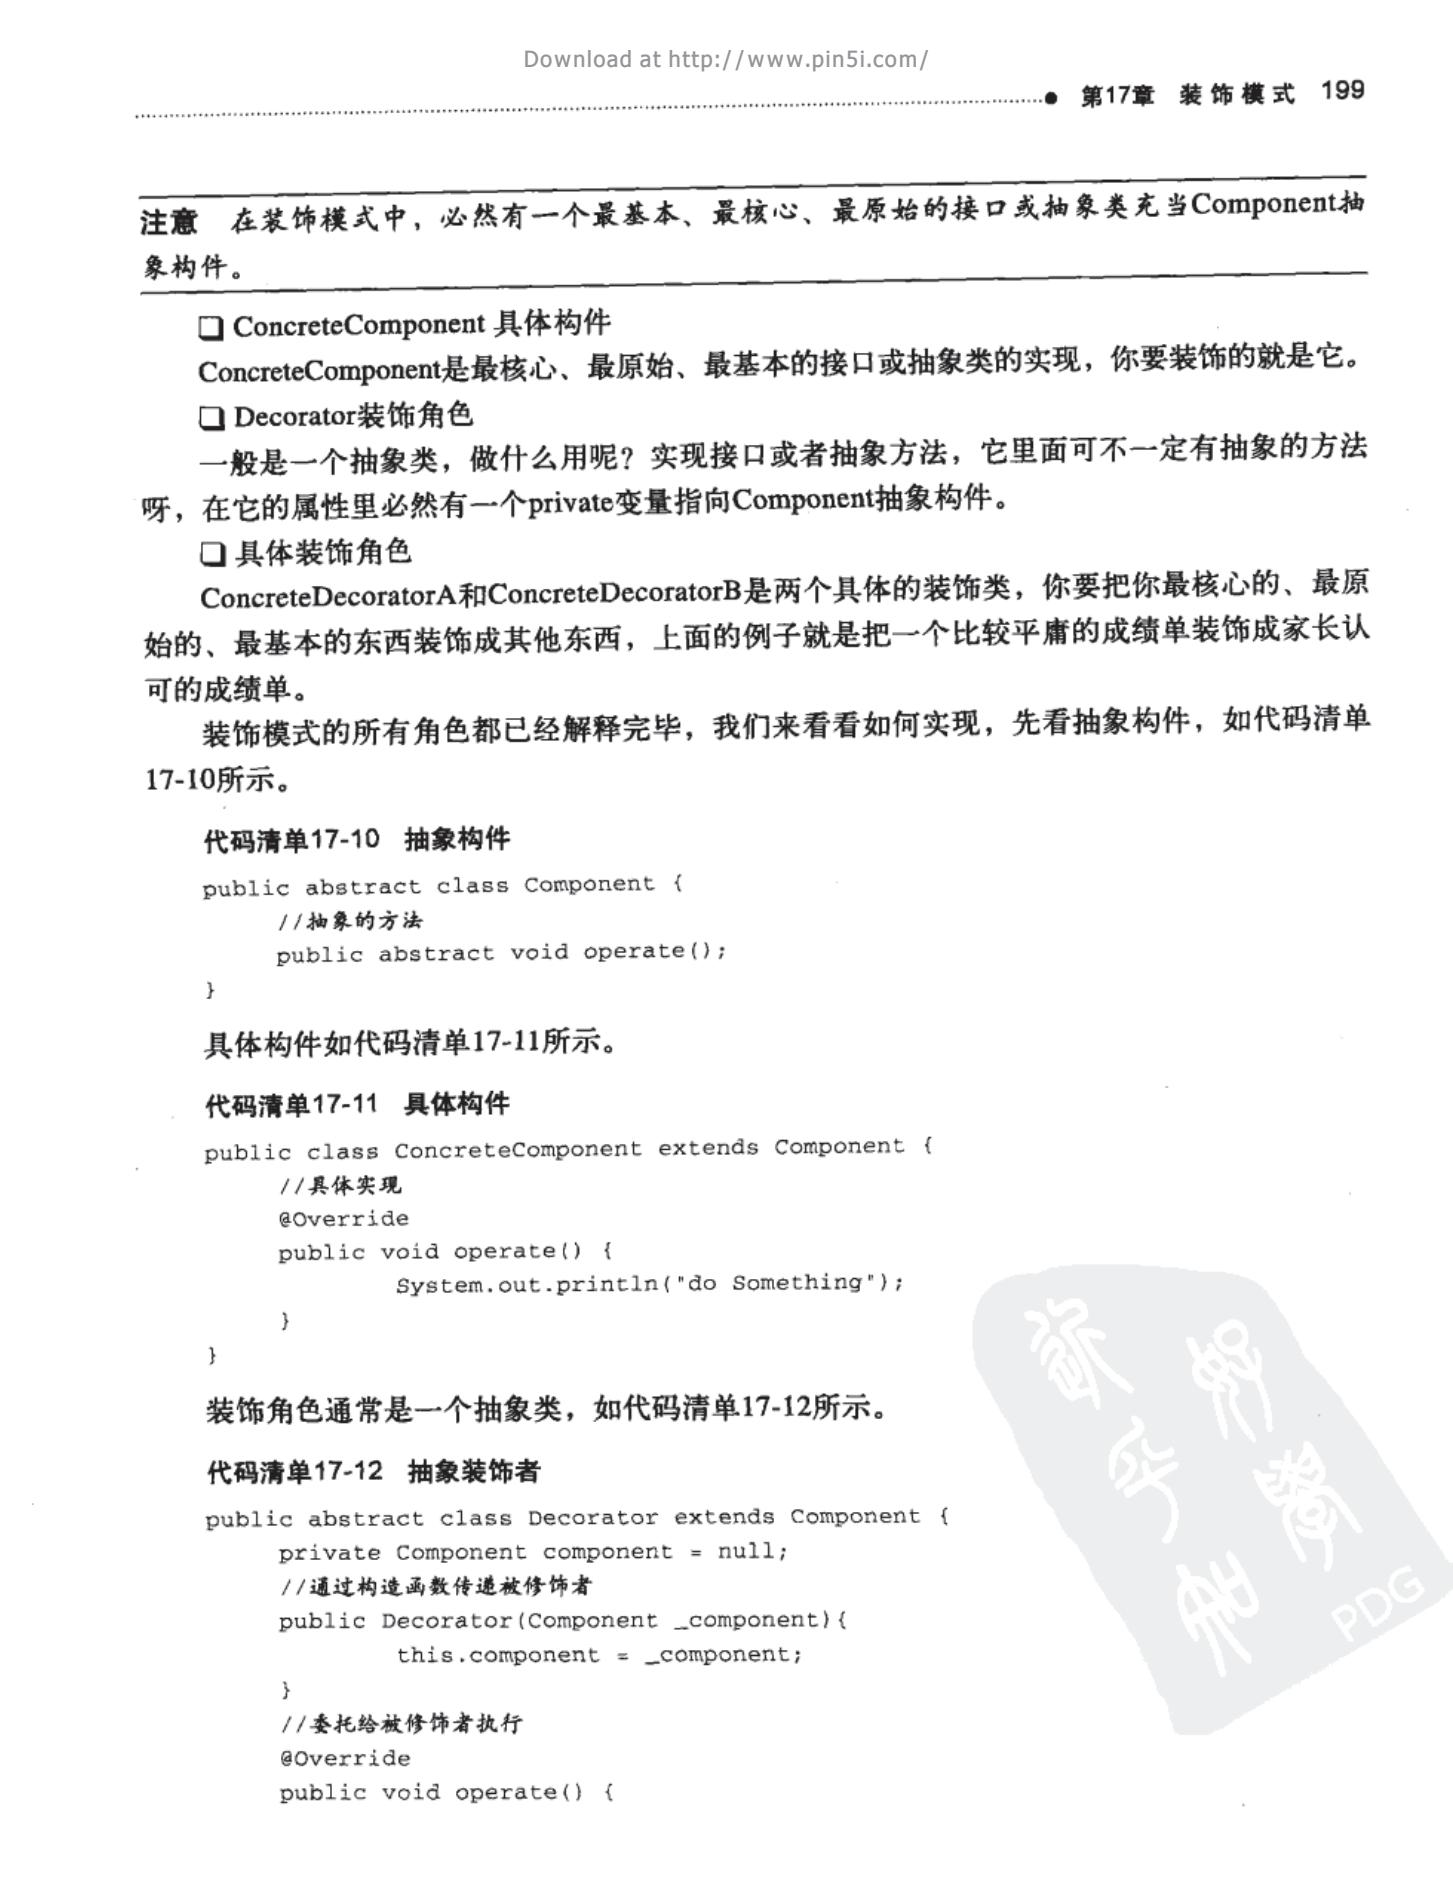 Download at http://www.pin5i.com/
第17章 装饰模式 199
注意 在装饰模式中，必然有一个最基本、最核心、最原始的接口或抽象类充当Component抽
象构件。
❑ ConcreteComponent 具体构件
ConcreteComponent是最核心、最原始、最基本的接口或抽象类的实现，你要装饰的就是它。
❑ Decorator装饰角色
一般是一个抽象类，做什么用呢？实现接口或者抽象方法，它里面可不一定有抽象的方法
呀，在它的属性里必然有一个private变量指向Component抽象构件。
❑ 具体装饰角色
ConcreteDecoratorA和ConcreteDecoratorB是两个具体的装饰类，你要把你最核心的、最原
始的、最基本的东西装饰成其他东西，上面的例子就是把一个比较平庸的成绩单装饰成家长认
可的成绩单。
装饰模式的所有角色都已经解释完毕，我们来看看如何实现，先看抽象构件，如代码清单
17-10所示。
代码清单17-10 抽象构件
public abstract class Component {
//抽象的方法
public abstract void operate();
}
具体构件如代码清单17-11所示。
代码清单17-11 具体构件
public class ConcreteComponent extends Component {
//具体实现
@Override
public void operate() {
System.out.println("do Something");
}
}
装饰角色通常是一个抽象类，如代码清单17-12所示。
代码清单17-12 抽象装饰者
public abstract class Decorator extends Component {
private Component component = null;
//通过构造函数传递被修饰者
public Decorator(Component _component){
this.component = _component;
}
//委托给被修饰者执行
@Override
public void operate() {
PDG